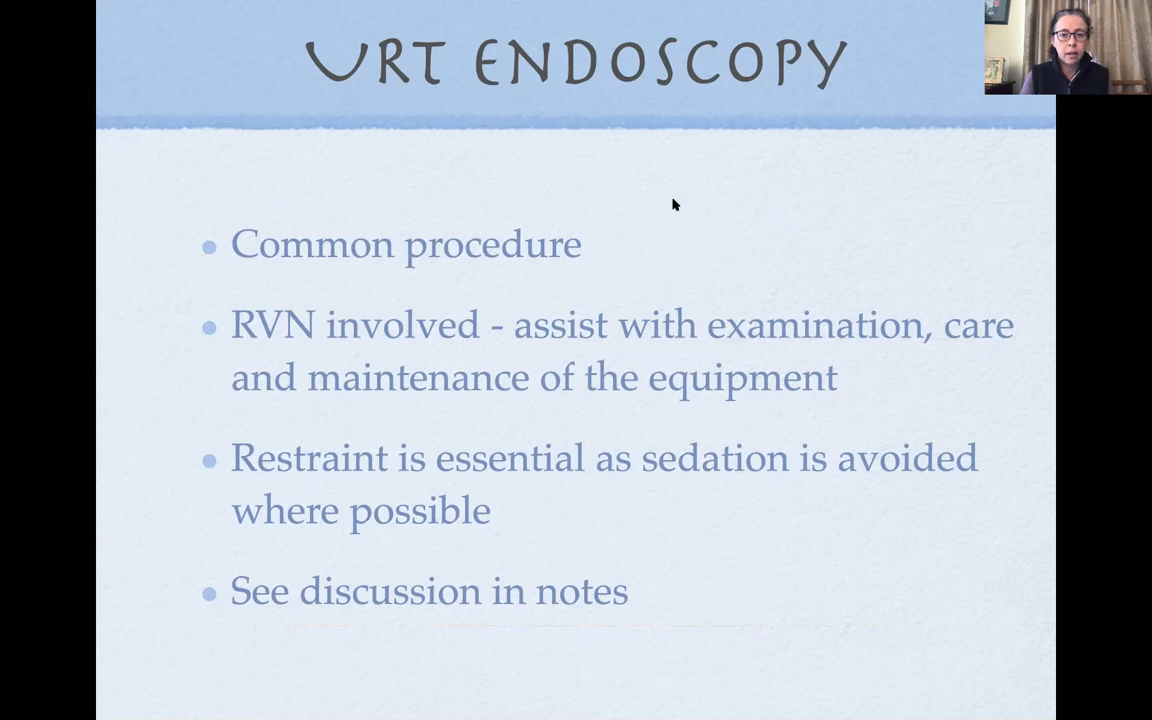 URT ENDOSCOPY
• Common procedure
• RVN involved - assist with examination, care
and maintenance of the equipment
• Restraint is essential as sedation is avoided
where possible
• See discussion in notes